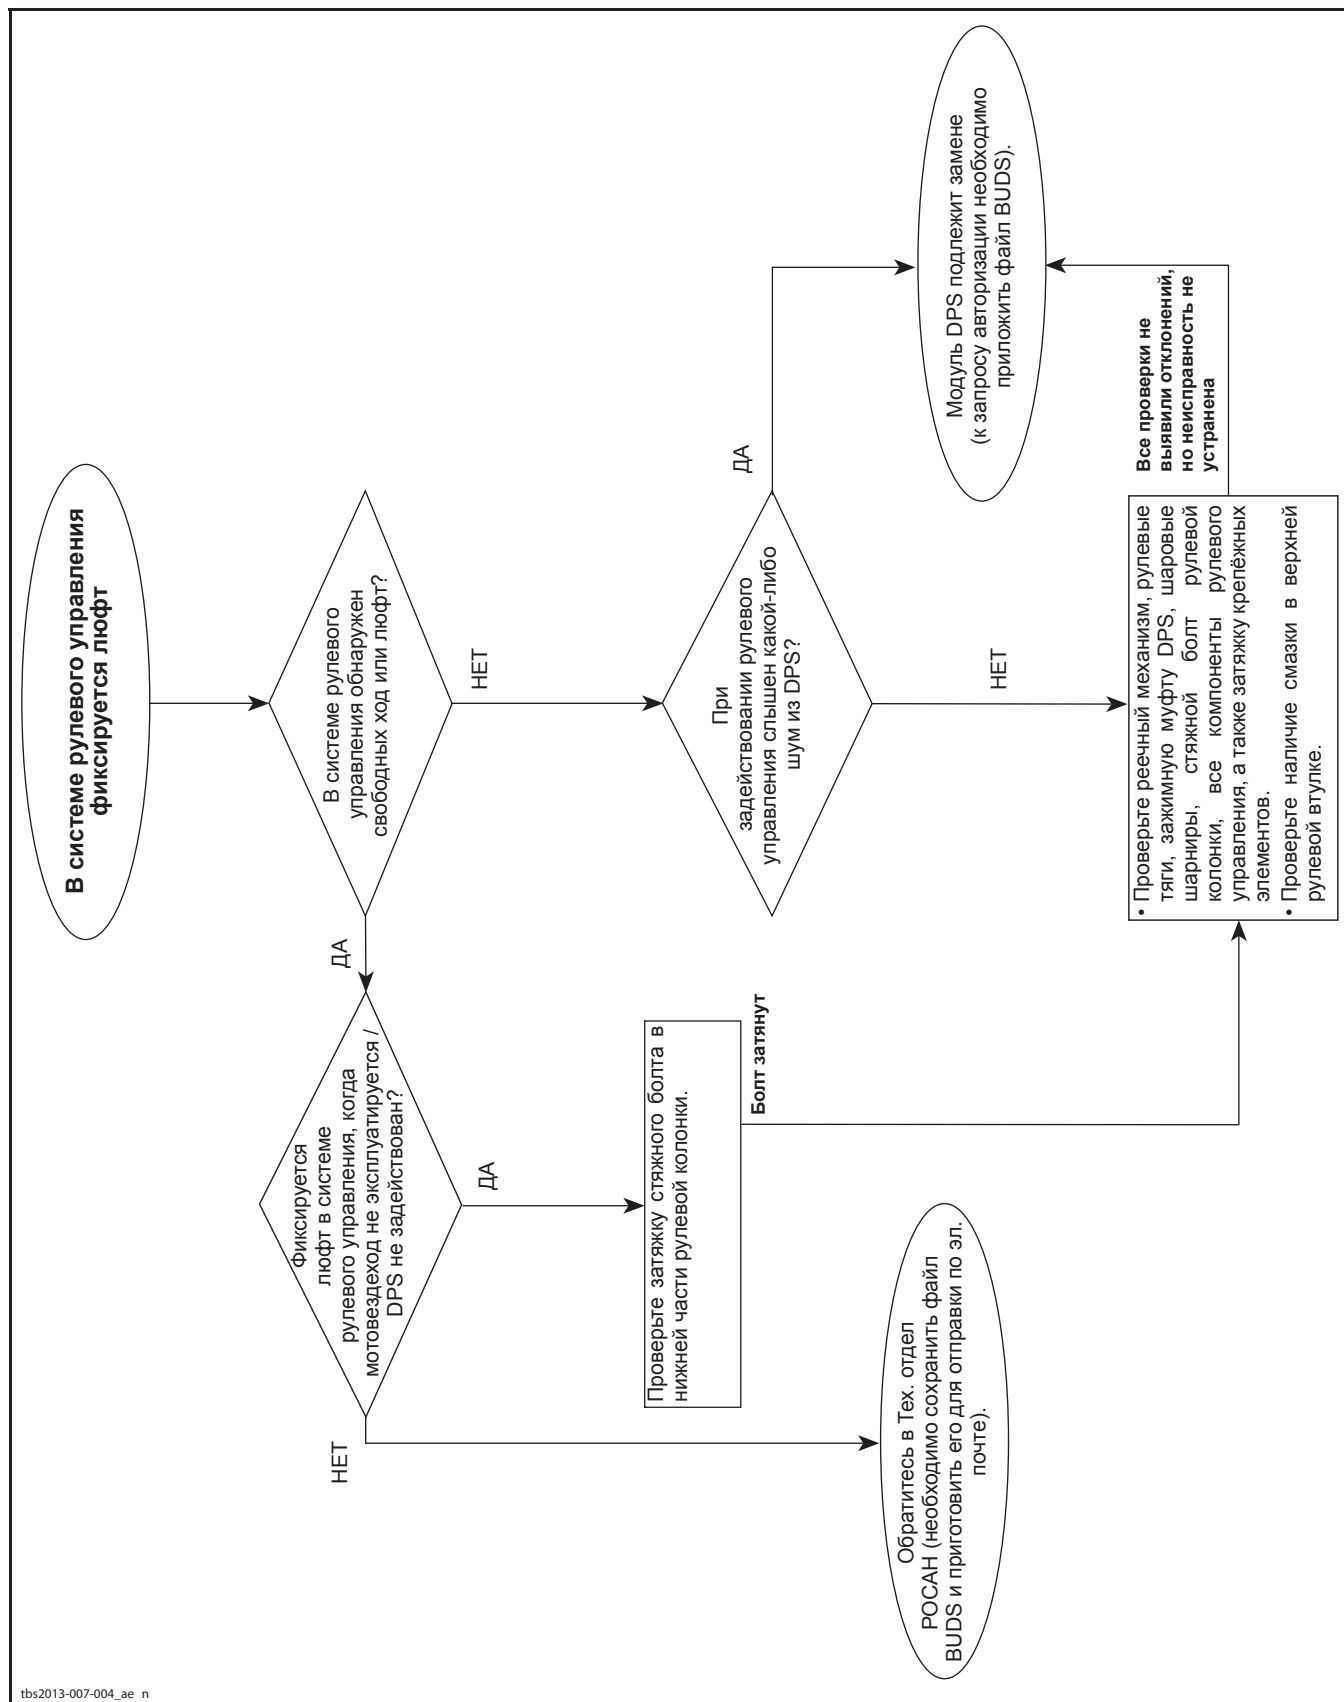 В системе рулевого управления
фиксируется люфт
В системе рулевого
управления обнаружен
свободных ход или люфт?
ДА
НЕТ
Фиксируется
люфт в системе
рулевого управления, когда
мотовездеход не эксплуатируется /
DPS не задействован?
НЕТ
ДА
При
задействовании рулевого
управления слышен какой-либо
шум из DPS?
ДА
НЕТ
Проверьте затяжку стяжного болта в
нижней части рулевой колонки.
Болт затянут
Обратитесь в Тех. отдел
РОСАН (необходимо сохранить файл
BUDS и приготовить его для отправки по эл.
почте).
Модуль DPS подлежит замене
(к запросу авторизации необходимо
приложить файл BUDS).
• Проверьте реечный механизм, рулевые
тяги, зажимную муфту DPS, шаровые
шарниры, стяжной болт рулевой
колонки, все компоненты рулевого
управления, а также затяжку крепёжных
элементов.
• Проверьте наличие смазки в верхней
рулевой втулке.
Все проверки не
выявили отклонений,
но неисправность не
устранена
tbs2013-007-004_ae n